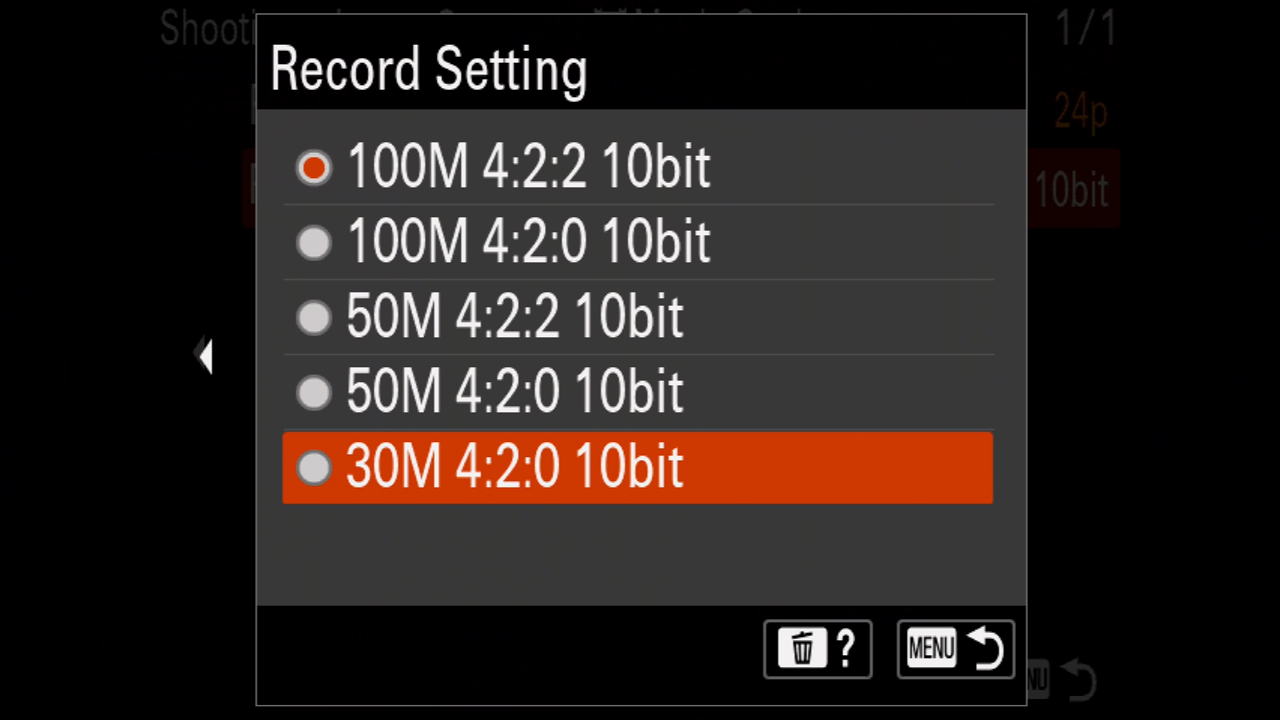 1/1
Record Setting
24p
100M 4:2:2 10bit
10bit
100M 4:2:0 10bit
50M 4:2:2 10bit
50M 4:2:0 10bit
30M 4:2:0 10bit
?
MENU